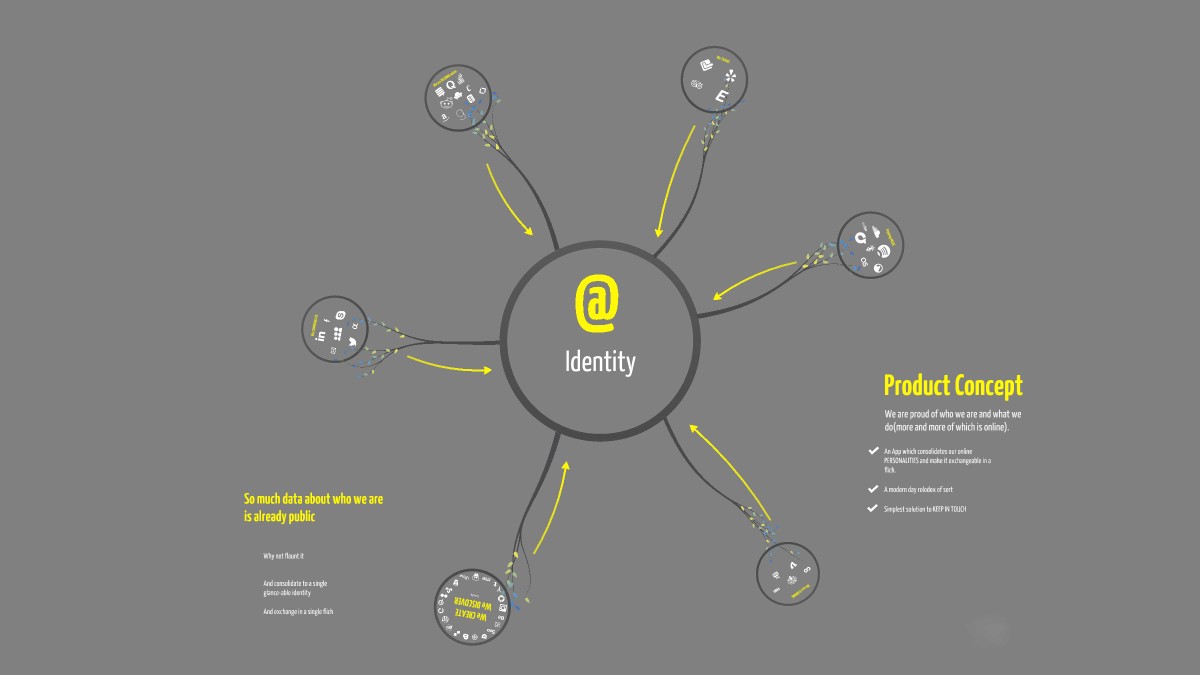 @
Identity
Product Concept
We are proud of who we are and what we
do(more and more of which is online).
An App which consolidates our online
PERSONALITIES and make it exchangeable in a
flick.
A modern day rolodex of sort
Simplest solution to KEEP IN TOUCH
So much data about who we are
is already public
Why not flaunt it
And consolidate to a single
glance-able identity
And exchange in a single flick
We CREATE
We DISCOVER